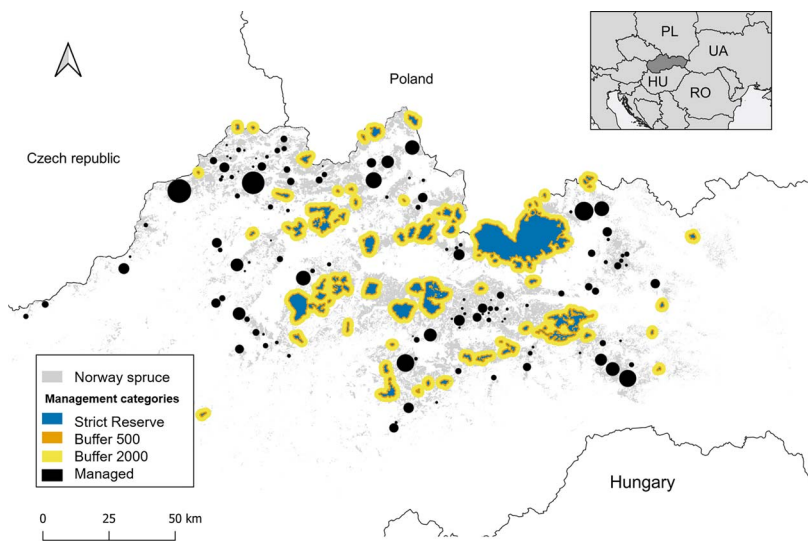 PL
UA
HU
RO
Poland
Czech republic
Norway spruce
Management categories
Strict Reserve
Buffer 500
Buffer 2000
Managed
Hungary
0 25 50 km